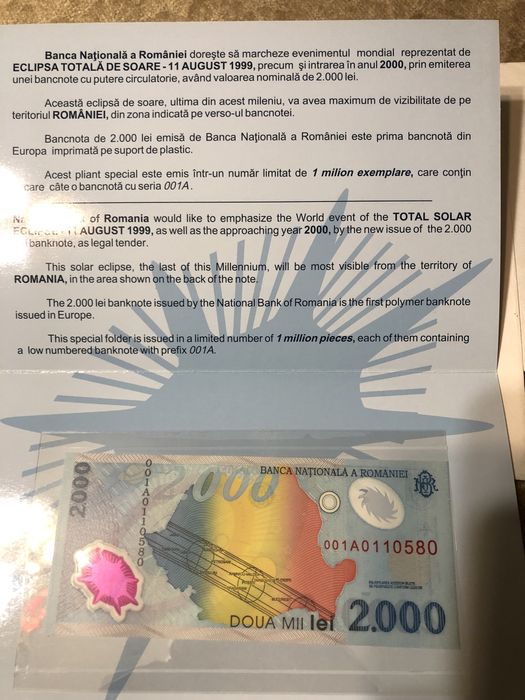 Banca Naţională a României doreşte să marcheze evenimentul mondial reprezentat de
ECLIPSA TOTALĂ DE SOARE - 11 AUGUST 1999, precum şi intrarea în anul 2000, prin emiterea
unei bancnote cu putere circulatorie, având valoarea nominală de 2.000 lei.
Această eclipsă de soare, ultima din acest mileniu, va avea maximum de vizibilitate de pe
teritoriul ROMÂNIEI, din zona indicată pe verso-ul bancnotei.
Bancnota de 2.000 lei emisă de Banca Naţională a României este prima bancnotă din
Europa imprimată pe suport de plastic.
Acest pliant special este emis într-un număr limitat de 1 milion exemplare, care conţin
care câte o bancnotă cu seria 001A.
of Romania would like to emphasize the World event of the TOTAL SOLAR
AUGUST 1999, as well as the approaching year 2000, by the new issue of the 2.000
banknote, as legal tender.
This solar eclipse, the last of this Millennium, will be most visible from the territory of
ROMANIA, in the area shown on the back of the note.
The 2.000 lei banknote issued by the National Bank of Romania is the first polymer banknote
issued in Europe.
This special folder is issued in a limited number of 1 million pieces, each of them containing
a low numbered banknote with prefix 001A.
2.000
001A0110580
2.000
BANCA NAŢIONALĂ A ROMÂNIEI
001A0110580
DOUA MII lei 2.000